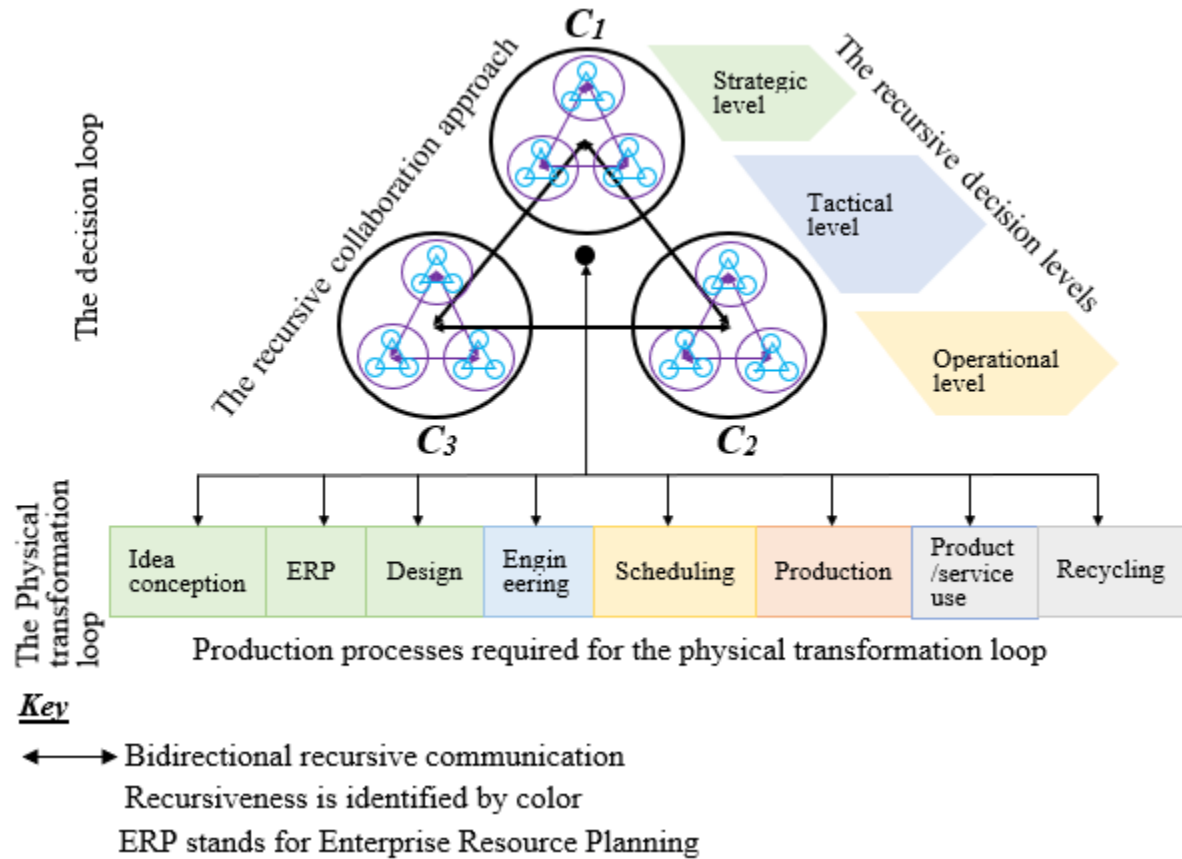 C1
The decision loop
The recursive collaboration approach
Strategic
level
Tactical
level
Operational
level
The recursive decision levels
C3
C2
The Physical
transformation
loop
Idea
conception
ERP
Design
Engin
eering
Scheduling
Production
Product
/service
use
Recycling
Production processes required for the physical transformation loop
Key
Bidirectional recursive communication
Recursiveness is identified by color
ERP stands for Enterprise Resource Planning